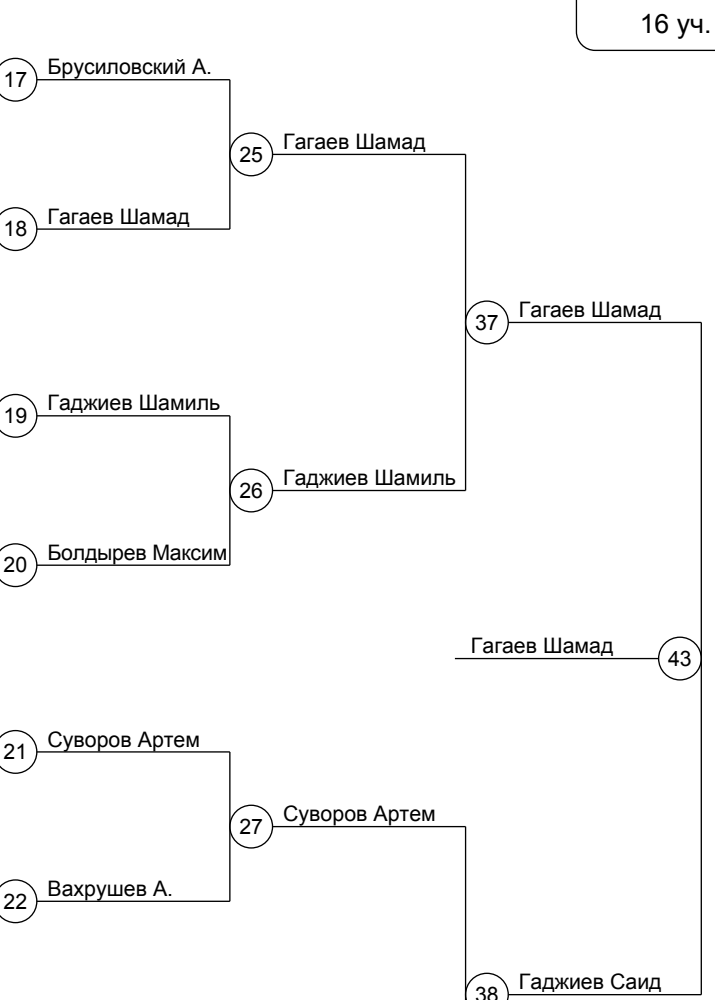 16 уч.
17 Брусиловский А.
25 Гагаев Шамад
18 Гагаев Шамад
37 Гагаев Шамад
19 Гаджиев Шамиль
26 Гаджиев Шамиль
20 Болдырев Максим
Гагаев Шамад 43
21 Суворов Артем
27 Суворов Артем
22 Вахрушев А.
38 Гаджиев Саид